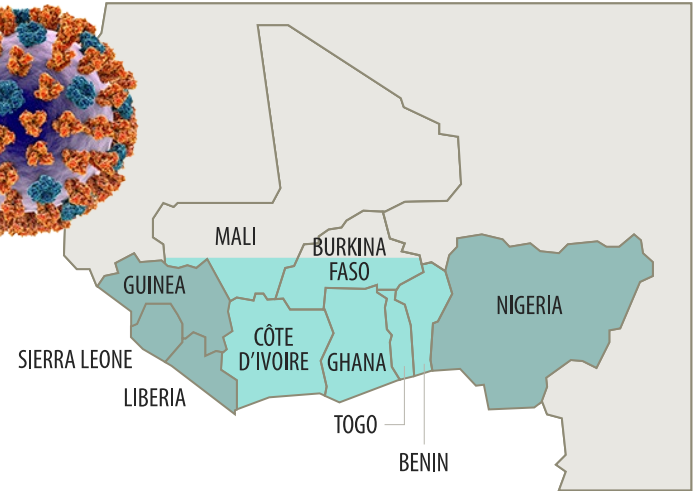 MALI
BURKINA
FASO
GUINEA
NIGERIA
SIERRA LEONE
CÔTE
D'IVOIRE
GHANA
LIBERIA
TOGO
BENIN